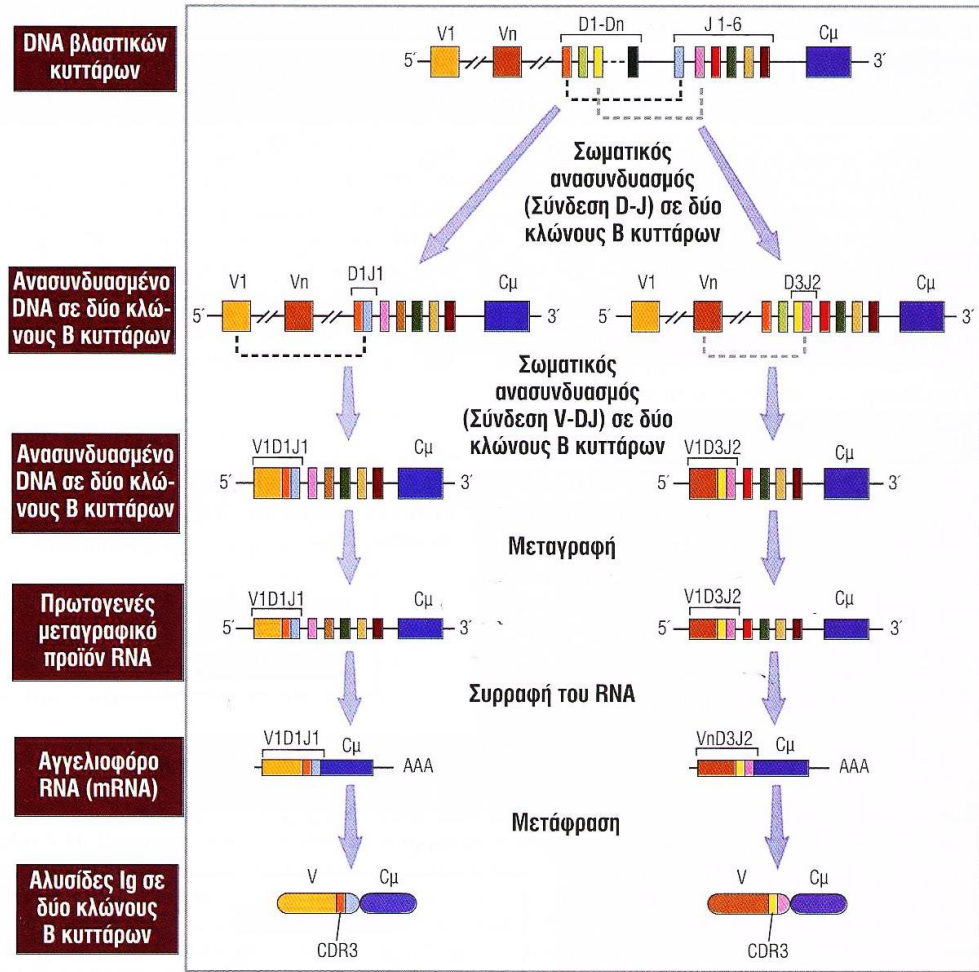 DNA βλαστικών
κυττάρων
V1 Vn D1-Dn J 1-6 Cμ
5΄ 3΄
Σωματικός
ανασυνδυασμός
(Σύνδεση D-J) σε δύο
κλώνους Β κυττάρων
Ανασυνδυασμένο
DNA σε δύο κλώ-
νους Β κυττάρων
V1 Vn D1J1 Cμ
5΄ 3΄
V1 Vn D3J2 Cμ
5΄ 3΄
Σωματικός
ανασυνδυασμός
(Σύνδεση V-DJ) σε δύο
κλώνους Β κυττάρων
Ανασυνδυασμένο
DNA σε δύο κλώ-
νους Β κυττάρων
V1D1J1 Cμ
5΄ 3΄
V1D3J2 Cμ
5΄ 3΄
Μεταγραφή
Πρωτογενές
μεταγραφικό
προϊόν RNA
V1D1J1 Cμ
5΄ 3΄
V1D3J2 Cμ
5΄ 3΄
Συρραφή του RNA
Αγγελιοφόρο
RNA (mRNA)
V1D1J1 Cμ
AAA
VnD3J2 Cμ
AAA
Μετάφραση
Αλυσίδες Ig σε
δύο κλώνους
Β κυττάρων
V Cμ
CDR3
V Cμ
CDR3